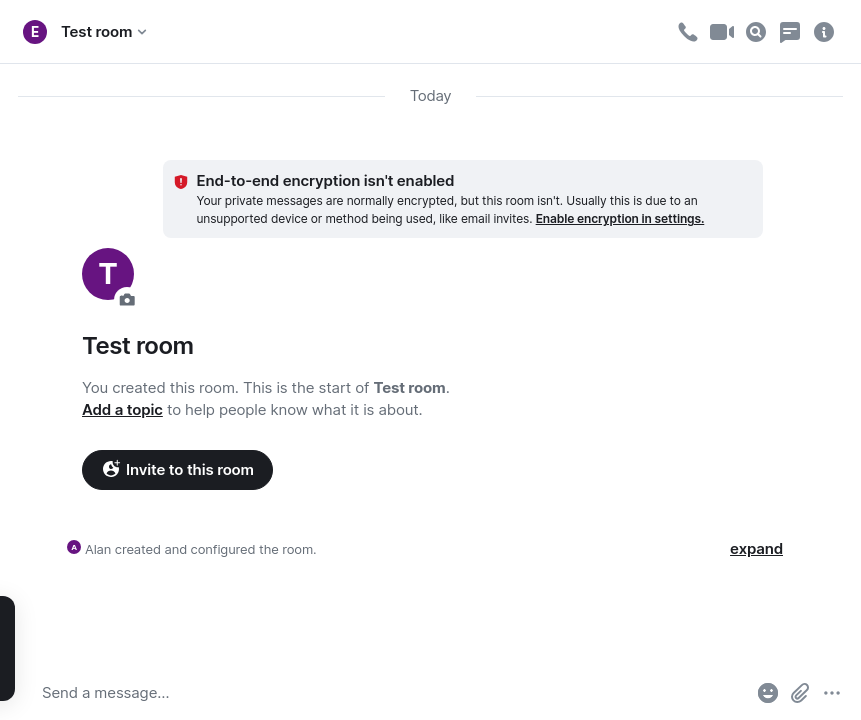 E Test room
Today
End-to-end encryption isn't enabled
Your private messages are normally encrypted, but this room isn't. Usually this is due to an
unsupported device or method being used, like email invites. Enable encryption in settings.
T
Test room
You created this room. This is the start of Test room.
Add a topic to help people know what it is about.
Invite to this room
A Alan created and configured the room. expand
Send a message…